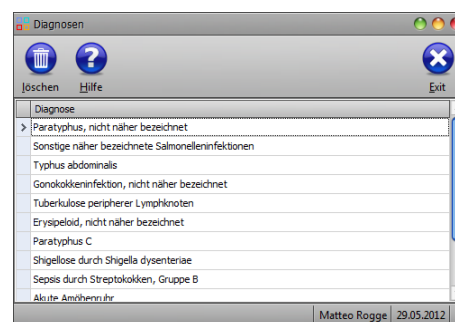 Diagnosen
löschen
Hilfe
Exit
Diagnose
Paratyphus, nicht näher bezeichnet
Sonstige näher bezeichnete Salmonelleninfektionen
Typhus abdominalis
Gonokokkeninfektion, nicht näher bezeichnet
Tuberkulose peripherer Lymphknoten
Erysipeloid, nicht näher bezeichnet
Paratyphus C
Shigellose durch Shigella dysenteriae
Sepsis durch Streptokokken, Gruppe B
Akute Amöbenruhr
Matteo Rogge
29.05.2012